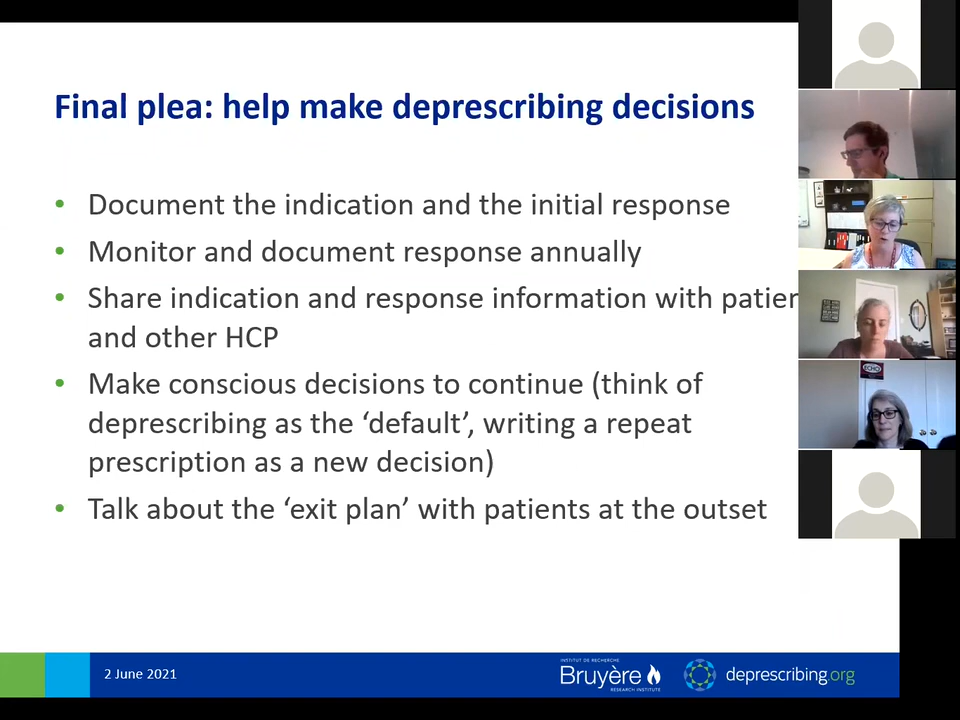 Final plea: help make deprescribing decisions
• Document the indication and the initial response
• Monitor and document response annually
• Share indication and response information with patien
and other HCP
• Make conscious decisions to continue (think of
deprescribing as the ‘default’, writing a repeat
prescription as a new decision)
• Talk about the ‘exit plan’ with patients at the outset
2 June 2021
INSTITUT DE RECHERCHE
Bruyère
RESEARCH INSTITUTE
deprescribing.org